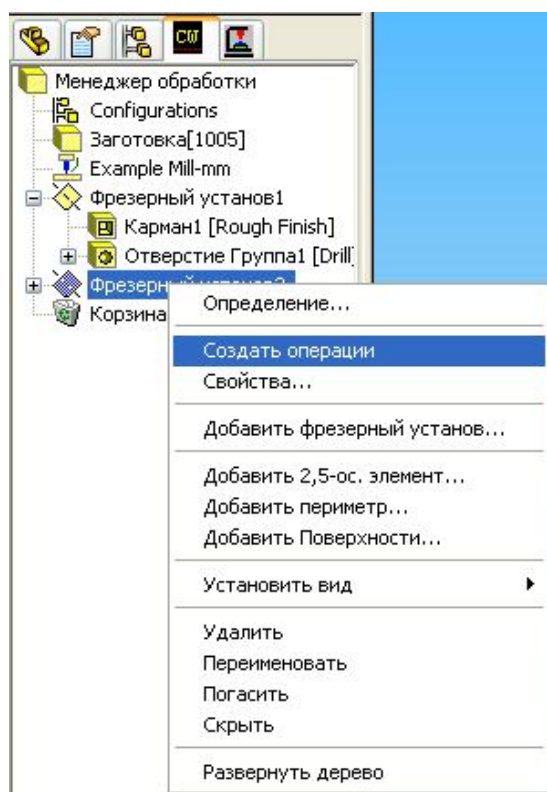 CW
Менеджер обработки
Configurations
Заготовка[1005]
Example Mill-mm
Фрезерный установ1
Карман1 [Rough Finish]
Отверстие Группа1 [Drill]
Корзина
Определение...
Создать операции
Свойства...
Добавить фрезерный установ...
Добавить 2,5-ос. элемент...
Добавить периметр...
Добавить Поверхности...
Установить вид
Удалить
Переименовать
Погасить
Скрыть
Развернуть дерево